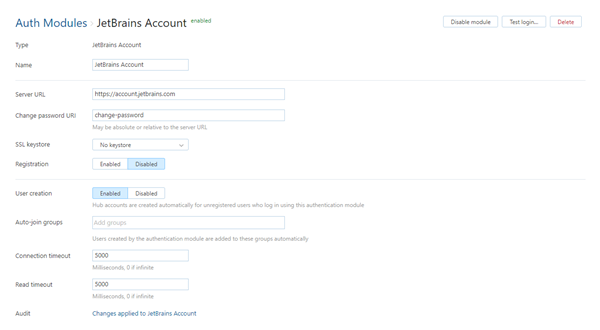 Auth Modules › JetBrains Account enabled Disable module Test login... Delete
Type JetBrains Account
Name JetBrains Account
Server URL https://account.jetbrains.com
Change password URI change-password
May be absolute or relative to the server URL
SSL keystore No keystore
Registration Enabled Disabled
User creation Enabled Disabled
Hub accounts are created automatically for unregistered users who log in using this authentication module
Auto-join groups Add groups
Users created by the authentication module are added to these groups automatically
Connection timeout 5000
Milliseconds, 0 if infinite
Read timeout 5000
Milliseconds, 0 if infinite
Audit Changes applied to JetBrains Account